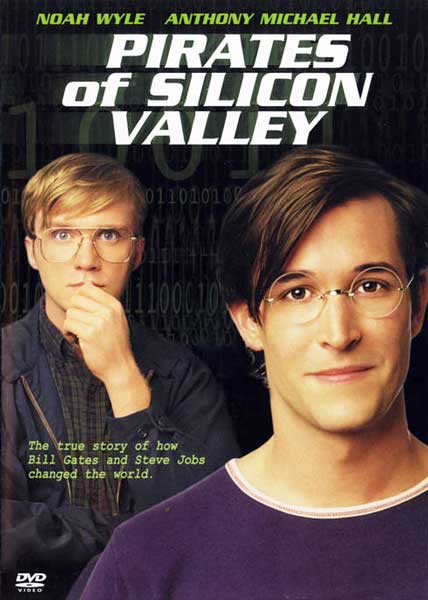 NOAH WYLE ANTHONY MICHAEL HALL
PIRATES
of SILICON
VALLEY
The true story of how
Bill Gates and Steve Jobs
changed the world.
DVD
VIDEO